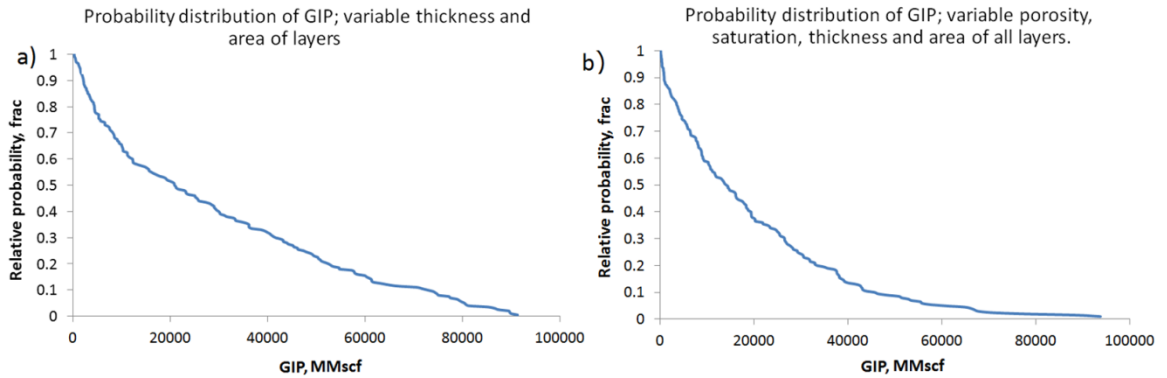 Probability distribution of GIP; variable thickness and
area of layers
a)
1
0.9
0.8
0.7
0.6
0.5
0.4
0.3
0.2
0.1
0
Relative probability, frac
0 20000 40000 60000 80000 100000
GIP, MMscf
Probability distribution of GIP; variable porosity,
saturation, thickness and area of all layers.
b)
1
0.9
0.8
0.7
0.6
0.5
0.4
0.3
0.2
0.1
0
Relative probability, frac
0 20000 40000 60000 80000 100000
GIP, MMscf